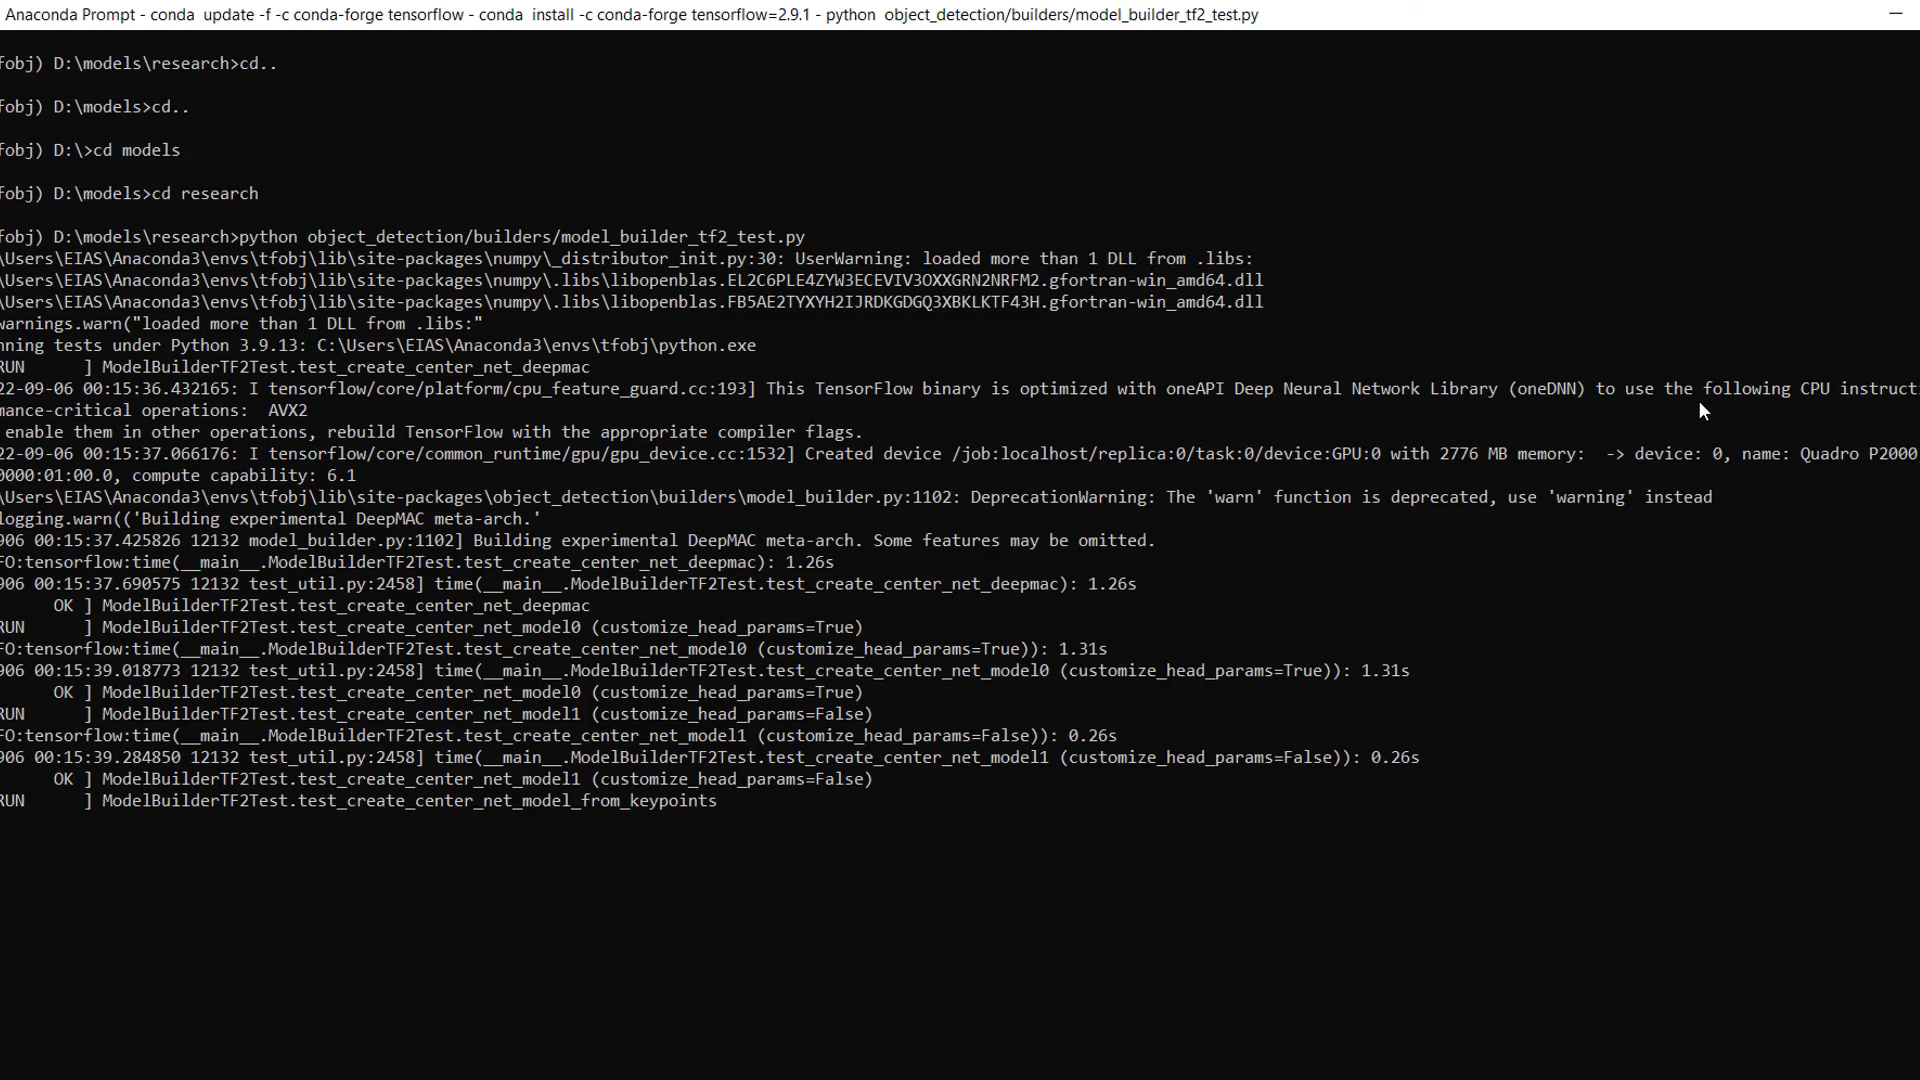 Anaconda Prompt - conda  update -f -c conda-forge tensorflow - conda  install -c conda-forge tensorflow=2.9.1 - python  object_detection/builders/model_builder_tf2_test.py
fobj) D:\models\research>cd..
fobj) D:\models>cd..
fobj) D:\>cd models
fobj) D:\models>cd research
fobj) D:\models\research>python object_detection/builders/model_builder_tf2_test.py
\Users\EIAS\Anaconda3\envs\tfobj\lib\site-packages\numpy\_distributor_init.py:30: UserWarning: loaded more than 1 DLL from .libs:
\Users\EIAS\Anaconda3\envs\tfobj\lib\site-packages\numpy\.libs\libopenblas.EL2C6PLE4ZYW3ECEVIV3OXXGRN2NRFM2.gfortran-win_amd64.dll
\Users\EIAS\Anaconda3\envs\tfobj\lib\site-packages\numpy\.libs\libopenblas.FB5AE2TYXYH2IJRDKGDGQ3XBKLKTF43H.gfortran-win_amd64.dll
warnings.warn("loaded more than 1 DLL from .libs:"
nning tests under Python 3.9.13: C:\Users\EIAS\Anaconda3\envs\tfobj\python.exe
RUN      ] ModelBuilderTF2Test.test_create_center_net_deepmac
22-09-06 00:15:36.432165: I tensorflow/core/platform/cpu_feature_guard.cc:193] This TensorFlow binary is optimized with oneAPI Deep Neural Network Library (oneDNN) to use the following CPU instructi
mance-critical operations:  AVX2
enable them in other operations, rebuild TensorFlow with the appropriate compiler flags.
22-09-06 00:15:37.066176: I tensorflow/core/common_runtime/gpu/gpu_device.cc:1532] Created device /job:localhost/replica:0/task:0/device:GPU:0 with 2776 MB memory:  -> device: 0, name: Quadro P2000
0000:01:00.0, compute capability: 6.1
\Users\EIAS\Anaconda3\envs\tfobj\lib\site-packages\object_detection\builders\model_builder.py:1102: DeprecationWarning: The 'warn' function is deprecated, use 'warning' instead
logging.warn(('Building experimental DeepMAC meta-arch.'
906 00:15:37.425826 12132 model_builder.py:1102] Building experimental DeepMAC meta-arch. Some features may be omitted.
FO:tensorflow:time(__main__.ModelBuilderTF2Test.test_create_center_net_deepmac): 1.26s
906 00:15:37.690575 12132 test_util.py:2458] time(__main__.ModelBuilderTF2Test.test_create_center_net_deepmac): 1.26s
OK ] ModelBuilderTF2Test.test_create_center_net_deepmac
RUN      ] ModelBuilderTF2Test.test_create_center_net_model0 (customize_head_params=True)
FO:tensorflow:time(__main__.ModelBuilderTF2Test.test_create_center_net_model0 (customize_head_params=True)): 1.31s
906 00:15:39.018773 12132 test_util.py:2458] time(__main__.ModelBuilderTF2Test.test_create_center_net_model0 (customize_head_params=True)): 1.31s
OK ] ModelBuilderTF2Test.test_create_center_net_model0 (customize_head_params=True)
RUN      ] ModelBuilderTF2Test.test_create_center_net_model1 (customize_head_params=False)
FO:tensorflow:time(__main__.ModelBuilderTF2Test.test_create_center_net_model1 (customize_head_params=False)): 0.26s
906 00:15:39.284850 12132 test_util.py:2458] time(__main__.ModelBuilderTF2Test.test_create_center_net_model1 (customize_head_params=False)): 0.26s
OK ] ModelBuilderTF2Test.test_create_center_net_model1 (customize_head_params=False)
RUN      ] ModelBuilderTF2Test.test_create_center_net_model_from_keypoints